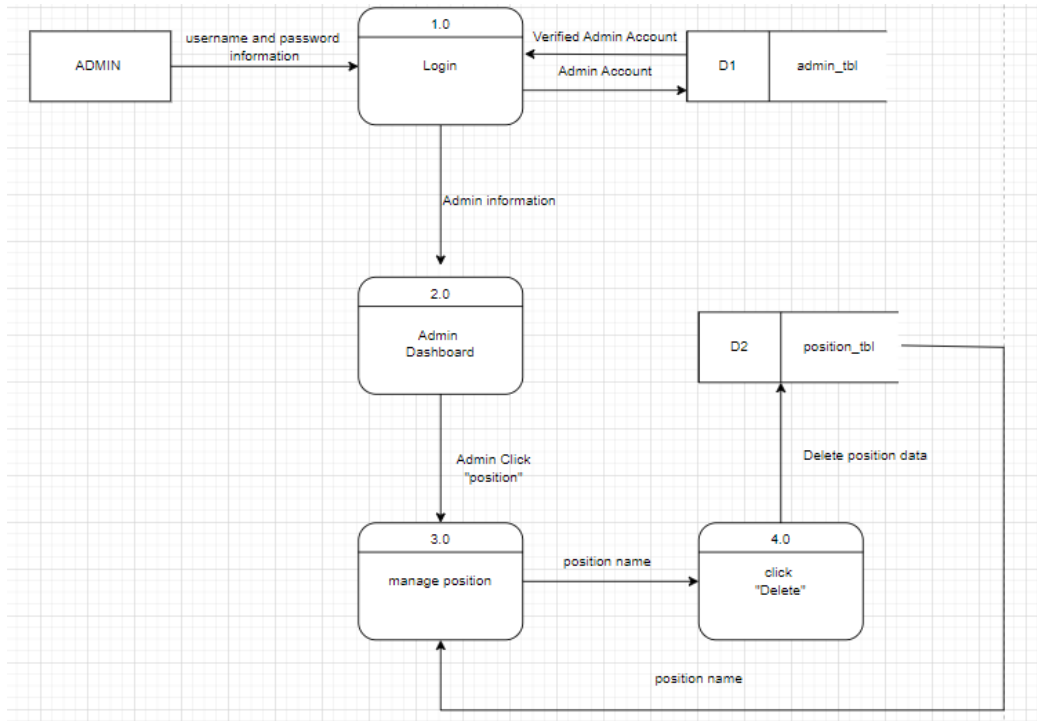 1.0
username and password
information
Verified Admin Account
ADMIN
Login
D1
admin_tbl
Admin Account
Admin information
2.0
Admin
Dashboard
D2
position_tbl
Admin Click
"position"
Delete position data
3.0
4.0
manage position
position name
click
"Delete"
position name